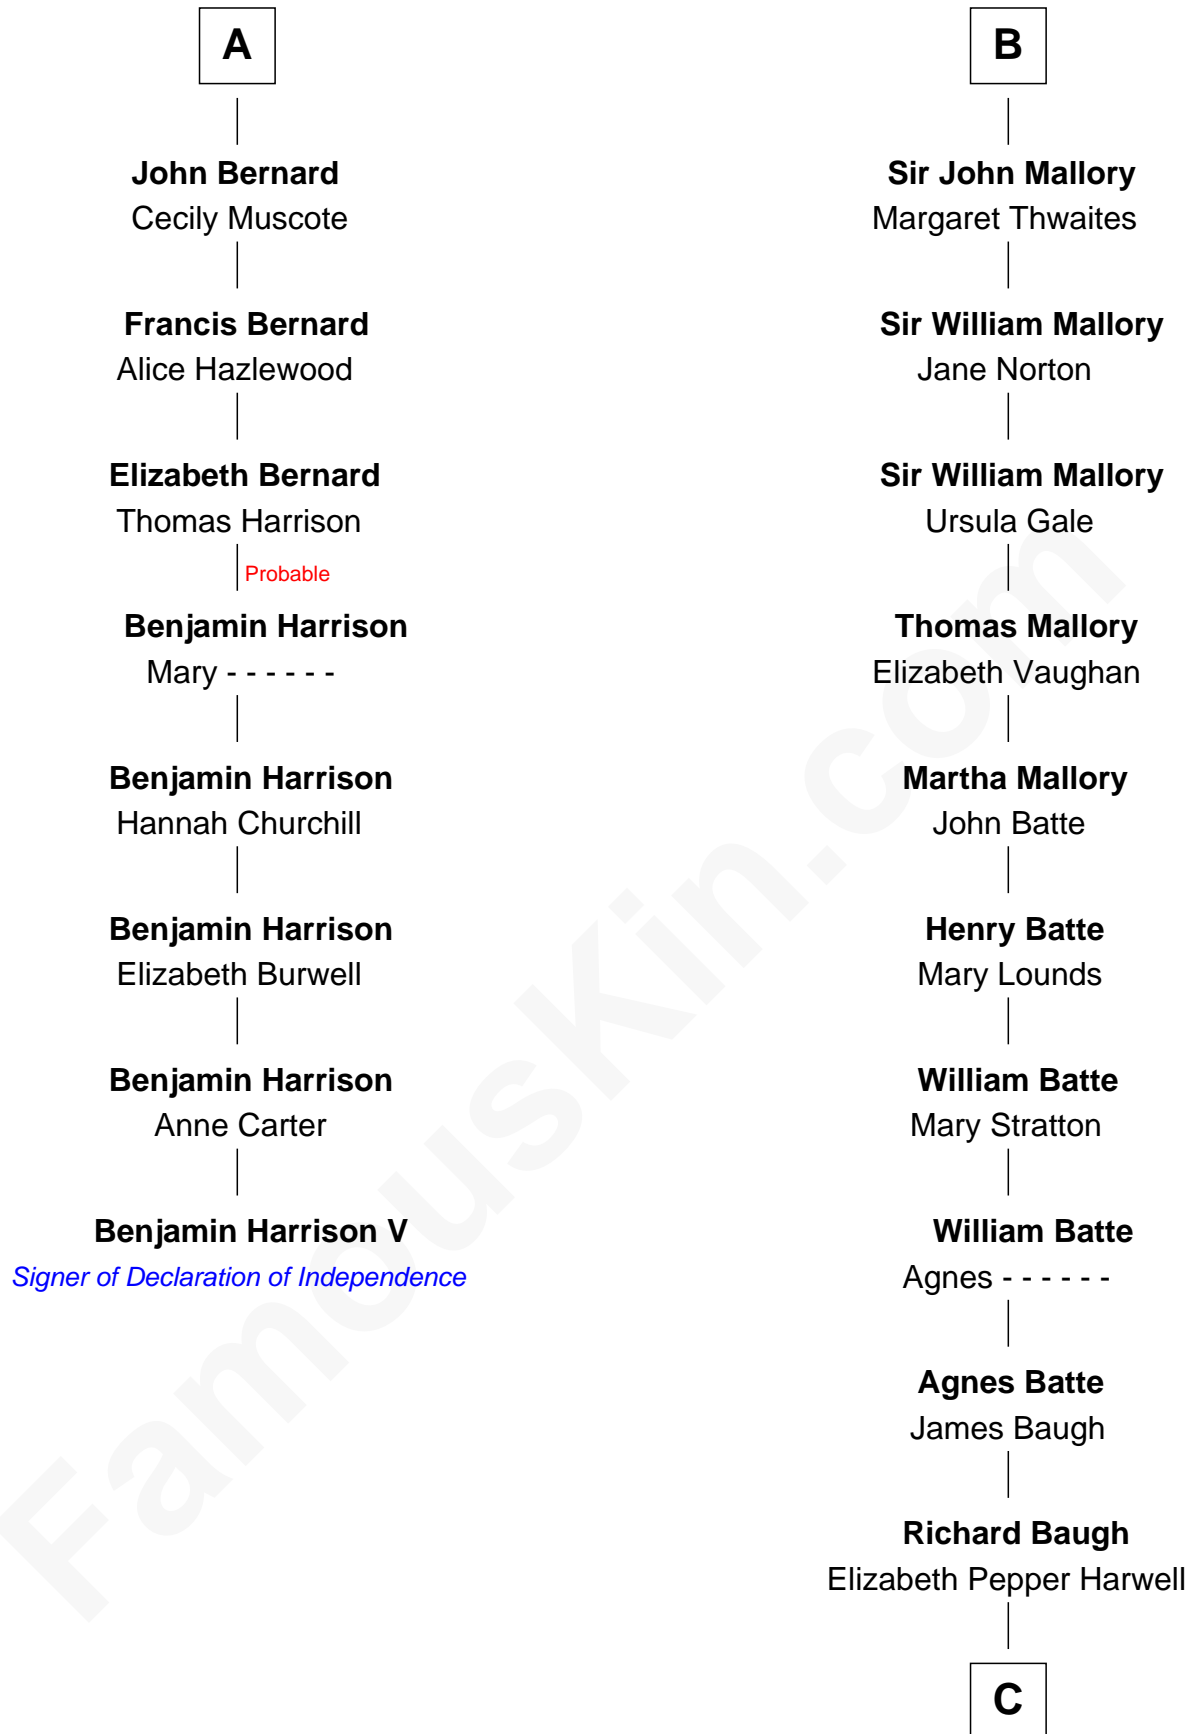 A
John Bernard
Cecily Muscote
Francis Bernard
Alice Hazlewood
Elizabeth Bernard
Thomas Harrison
Probable
Benjamin Harrison
Mary - - - - - -
Benjamin Harrison
Hannah Churchill
Benjamin Harrison
Elizabeth Burwell
Benjamin Harrison
Anne Carter
Benjamin Harrison V
Signer of Declaration of Independence
B
Sir John Mallory
Margaret Thwaites
Sir William Mallory
Jane Norton
Sir William Mallory
Ursula Gale
Thomas Mallory
Elizabeth Vaughan
Martha Mallory
John Batte
Henry Batte
Mary Lounds
William Batte
Mary Stratton
William Batte
Agnes - - - - - -
Agnes Batte
James Baugh
Richard Baugh
Elizabeth Pepper Harwell
C
FamousKin.com